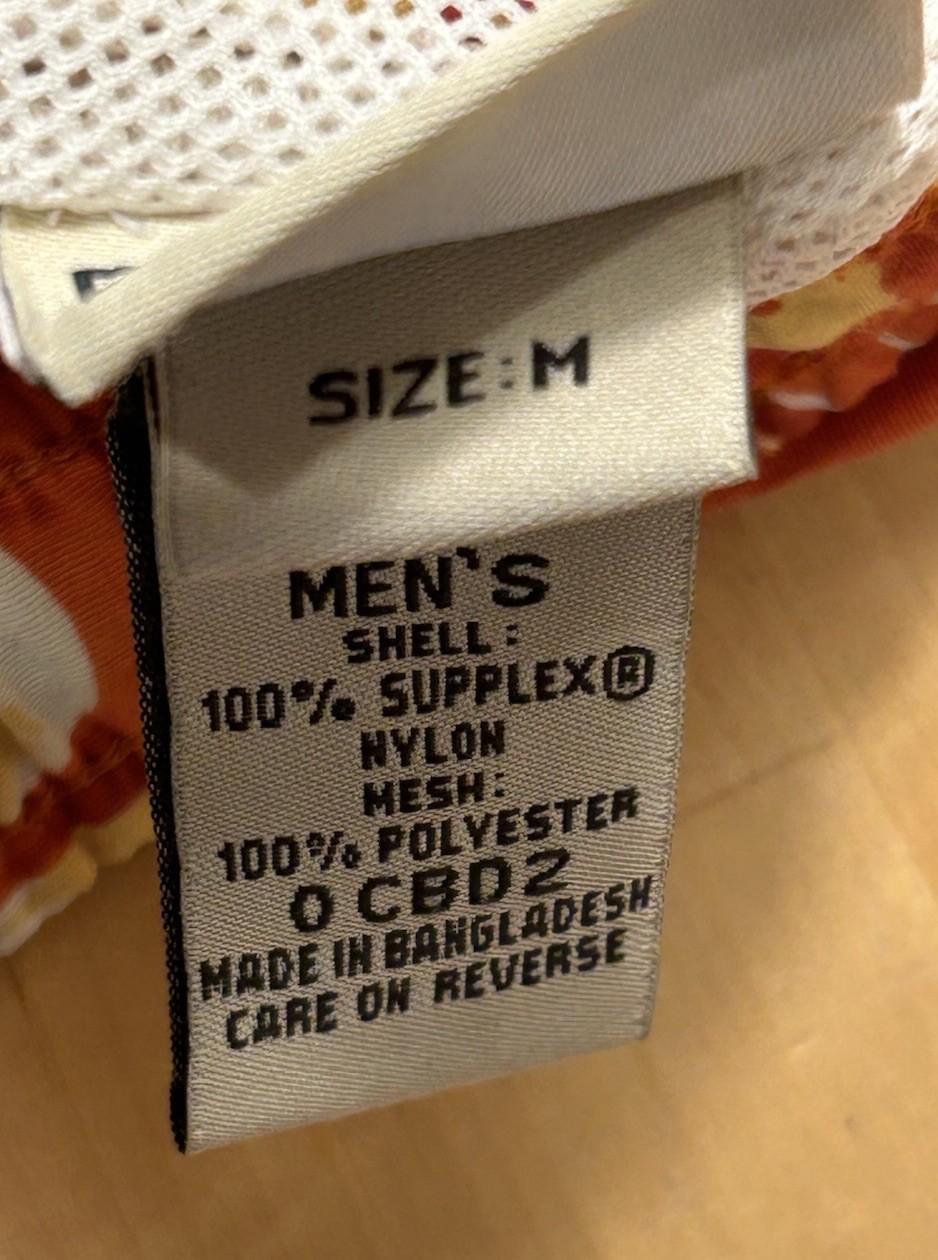 SIZE:M
MEN'S
SHELL:
100% SUPPLEX®
NYLON
MESH:
100% POLYESTER
0 CBD2
MADE IN BANGLADESH
CARE ON REVERSE